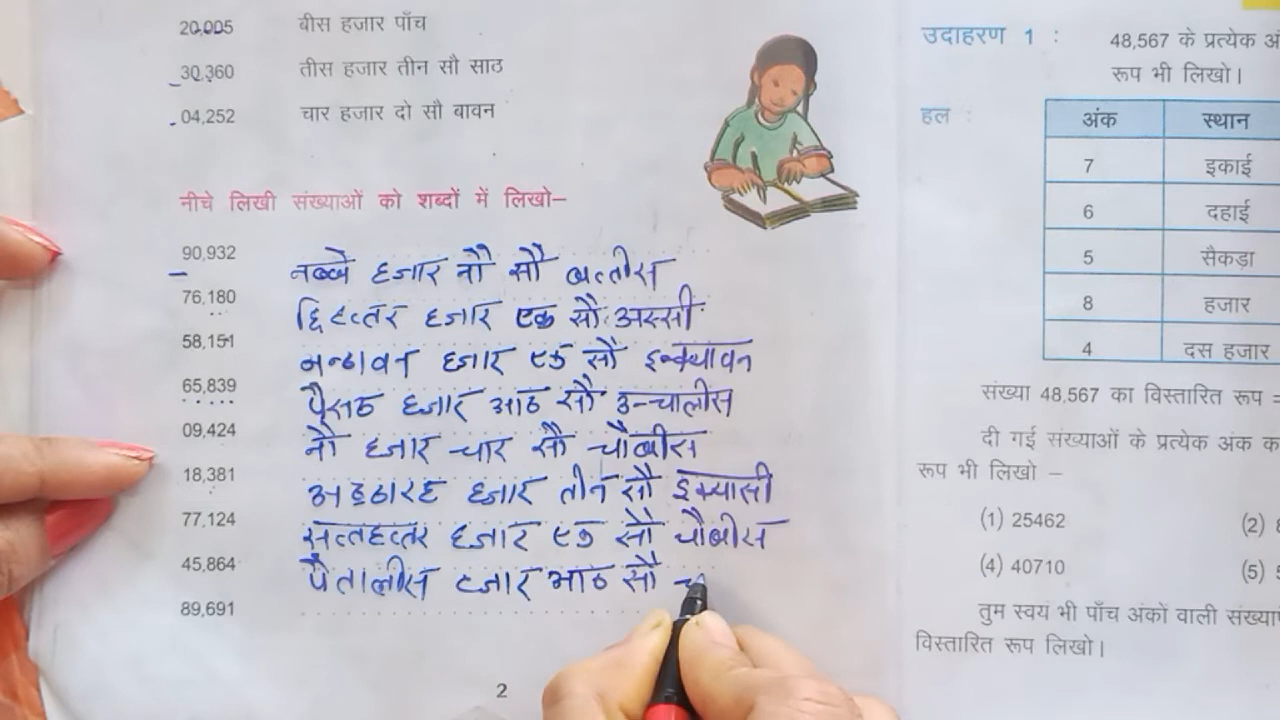 20,005 बीस हजार पाँच
30,360 तीस हजार तीन सौ साठ
04,252 चार हजार दो सौ बावन
नीचे लिखी संख्याओं को शब्दों में लिखो–
90,932 नब्बे हजार नौ सौ बत्तीस
76,180 छिहत्तर हजार एक सौ अस्सी
58,151 अन्ठावन हजार एक सौ इन्क्यावन
65,839 पैसठ हजार आठ सौ उन्चालीस
09,424 नौ हजार चार सौ चौबीस
18,381 अठ्ठारह हजार तीन सौ इक्यासी
77,124 सत्तहत्तर हजार एक सौ चौबीस
45,864 पैतालीस हजार आठ सौ
89,691
2
उदाहरण 1 : 48,567 के प्रत्येक
रूप भी लिखो।
हल :
अंक स्थान
7 इकाई
6 दहाई
5 सैकड़ा
8 हजार
4 दस हजार
संख्या 48,567 का विस्तारित रूप =
दी गई संख्याओं के प्रत्येक अंक
रूप भी लिखो –
(1) 25462 (2)
(4) 40710 (5)
तुम स्वयं भी पाँच अंकों वाली
विस्तारित रूप लिखो।